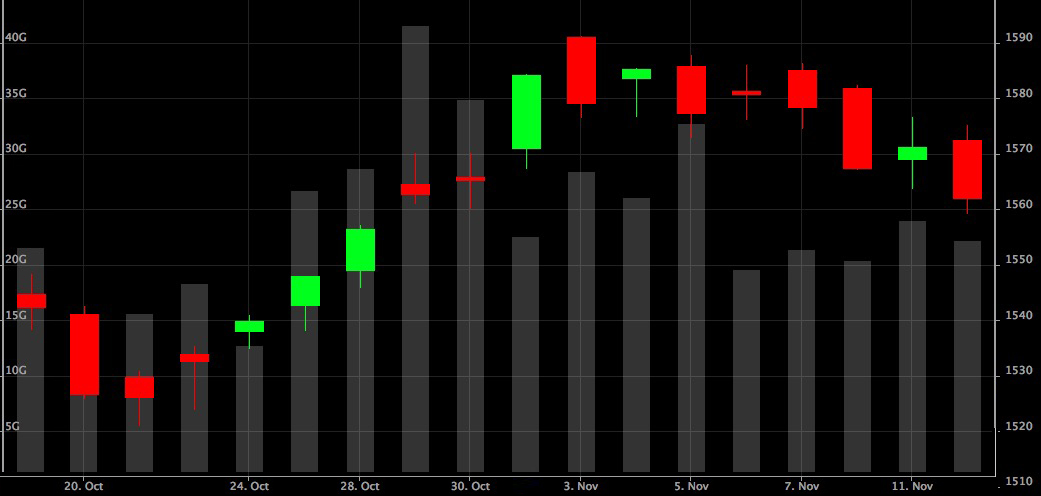 40G
35G
30G
25G
20G
15G
10G
5G
1590
1580
1570
1560
1550
1540
1530
1520
1510
20. Oct
24. Oct
28. Oct
30. Oct
3. Nov
5. Nov
7. Nov
11. Nov